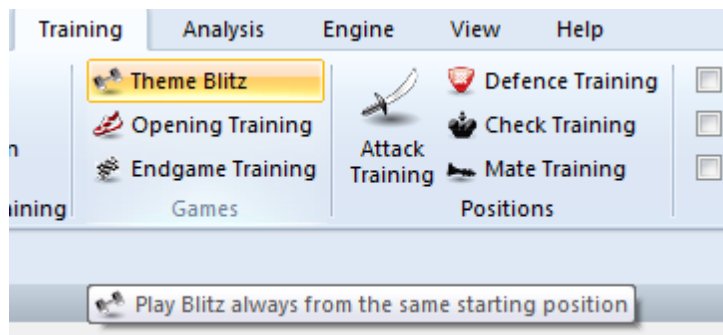 Training Analysis Engine View Help
Theme Blitz
Opening Training
Endgame Training
Games
Attack
Training
Defence Training
Check Training
Mate Training
Positions
Play Blitz always from the same starting position